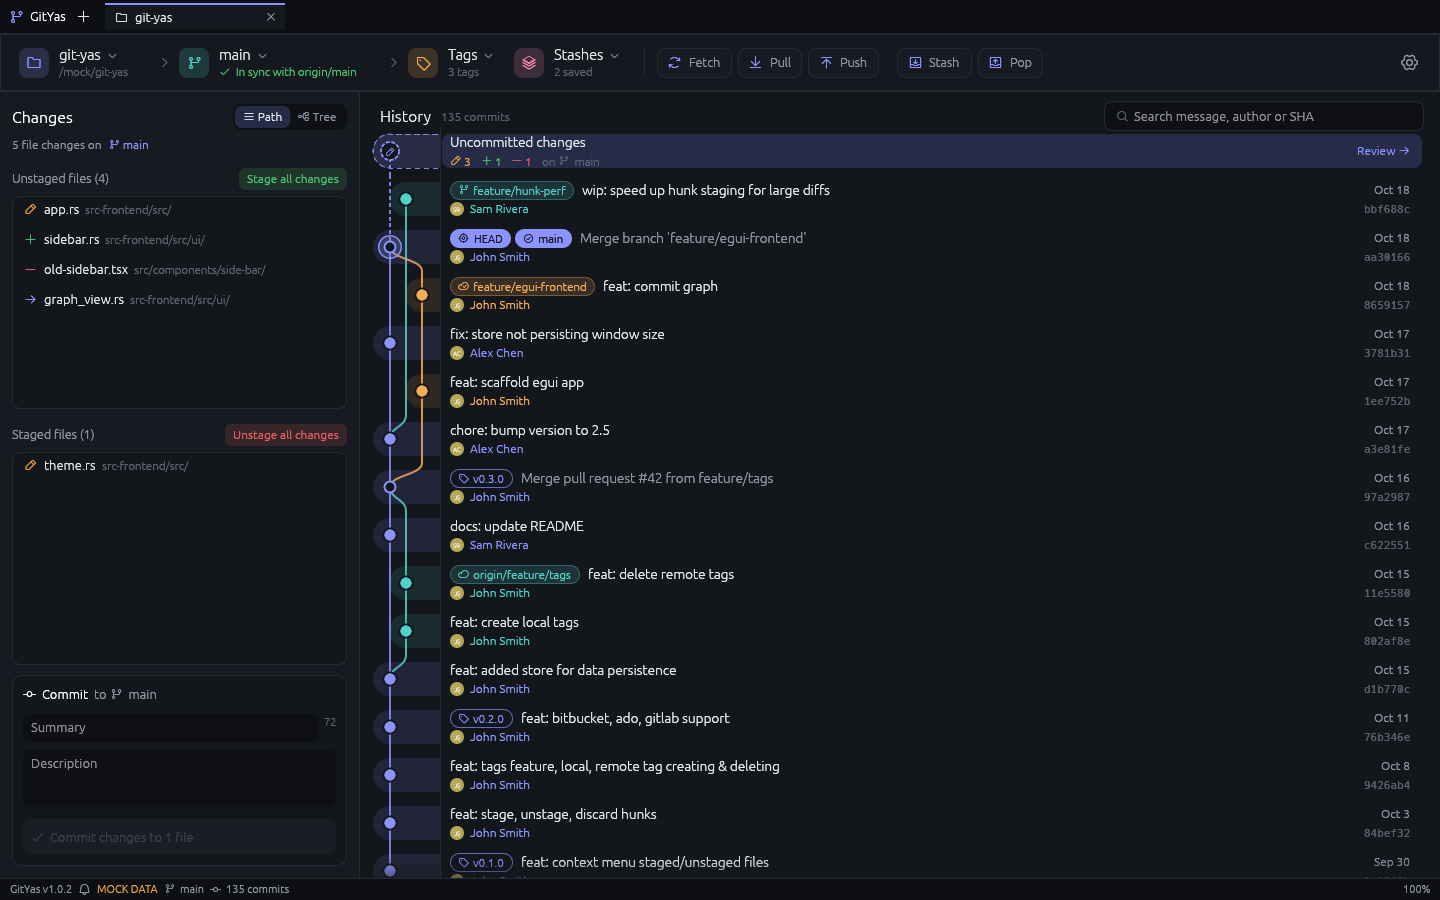 GitYas
git-yas
git-yas
/mock/git-yas
main
In sync with origin/main
Tags
3 tags
Stashes
2 saved
Fetch
Pull
Push
Stash
Pop
Changes
Path
Tree
5 file changes on main
Unstaged files (4)
Stage all changes
app.rs src-frontend/src/
sidebar.rs src-frontend/src/ui/
old-sidebar.tsx src/components/side-bar/
graph_view.rs src-frontend/src/ui/
Staged files (1)
Unstage all changes
theme.rs src-frontend/src/
Commit to main
Summary
72
Description
Commit changes to 1 file
History 135 commits
Search message, author or SHA
Uncommitted changes
3 + 1 − 1 on main
Review →
feature/hunk-perf wip: speed up hunk staging for large diffs Oct 18
SR Sam Rivera bbf688c
HEAD main Merge branch 'feature/egui-frontend' Oct 18
JS John Smith aa30166
feature/egui-frontend feat: commit graph Oct 18
JS John Smith 8659157
fix: store not persisting window size Oct 17
AC Alex Chen 3781b31
feat: scaffold egui app Oct 17
JS John Smith 1ee752b
chore: bump version to 2.5 Oct 17
AC Alex Chen a3e81fe
v0.3.0 Merge pull request #42 from feature/tags Oct 16
JS John Smith 97a2987
docs: update README Oct 16
SR Sam Rivera c622551
origin/feature/tags feat: delete remote tags Oct 15
JS John Smith 11e5580
feat: create local tags Oct 15
JS John Smith 802af8e
feat: added store for data persistence Oct 15
JS John Smith d1b770c
v0.2.0 feat: bitbucket, ado, gitlab support Oct 11
JS John Smith 76b346e
feat: tags feature, local, remote tag creating & deleting Oct 8
JS John Smith 9426ab4
feat: stage, unstage, discard hunks Oct 3
JS John Smith 84bef32
v0.1.0 feat: context menu staged/unstaged files Sep 30
GitYas v1.0.2 MOCK DATA main 135 commits
100%